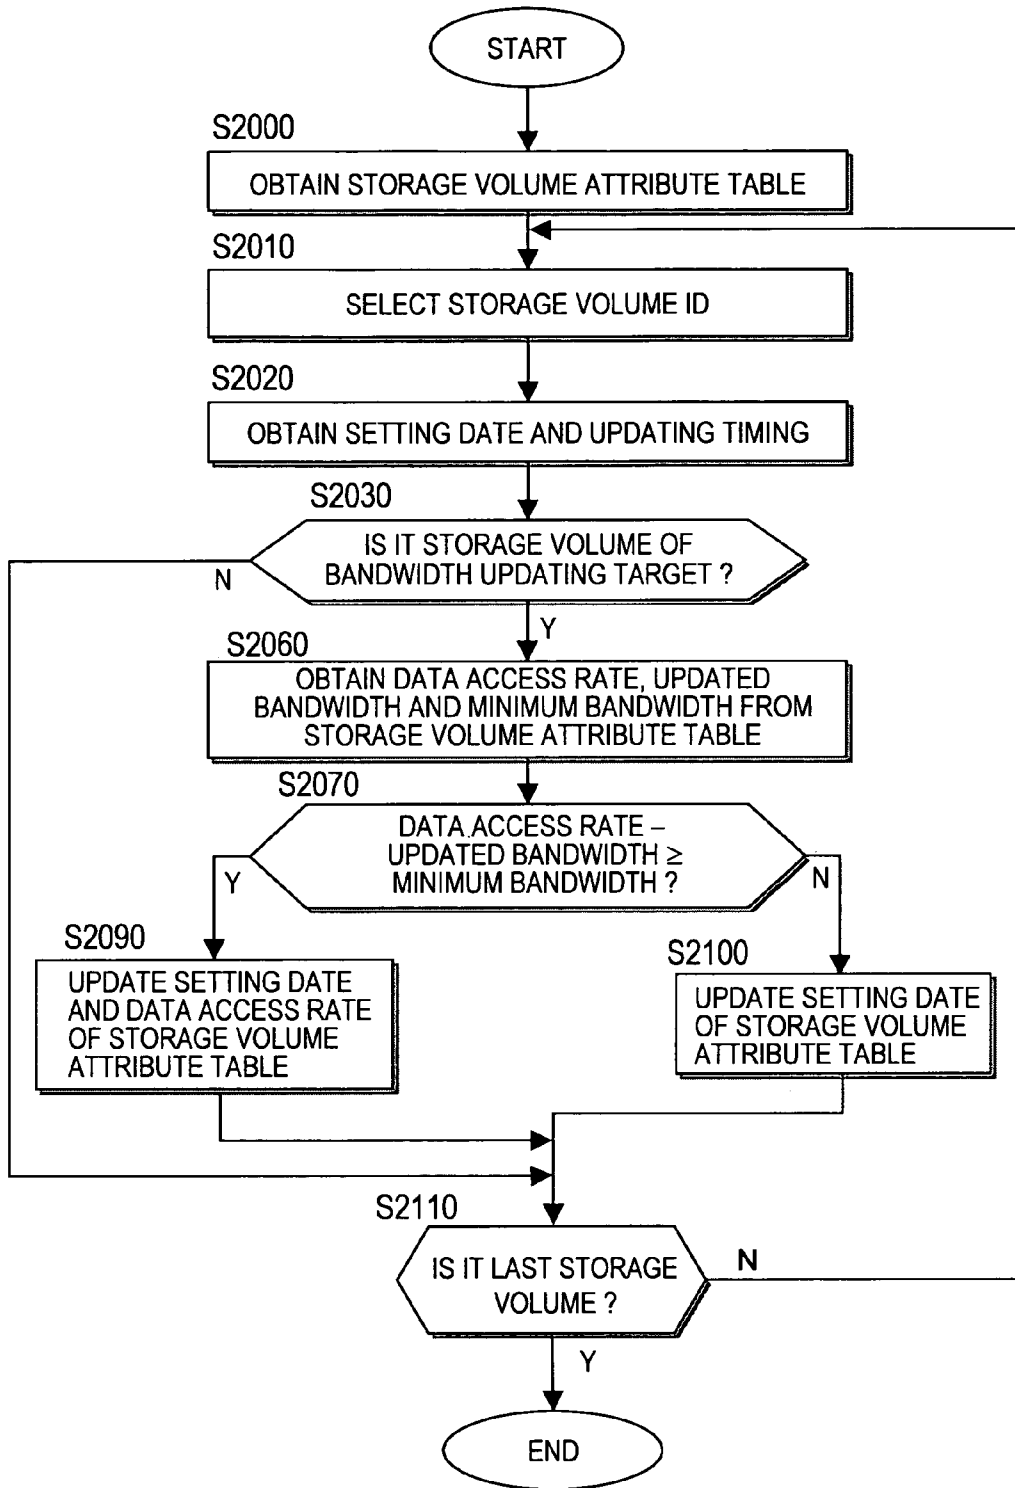 START
S2000
OBTAIN STORAGE VOLUME ATTRIBUTE TABLE
S2010
SELECT STORAGE VOLUME ID
S2020
OBTAIN SETTING DATE AND UPDATING TIMING
S2030
IS IT STORAGE VOLUME OF
BANDWIDTH UPDATING TARGET ?
N
Y
S2060
OBTAIN DATA ACCESS RATE, UPDATED
BANDWIDTH AND MINIMUM BANDWIDTH FROM
STORAGE VOLUME ATTRIBUTE TABLE
S2070
DATA ACCESS RATE –
UPDATED BANDWIDTH ≥
MINIMUM BANDWIDTH ?
Y
N
S2090
UPDATE SETTING DATE
AND DATA ACCESS RATE
OF STORAGE VOLUME
ATTRIBUTE TABLE
S2100
UPDATE SETTING DATE
OF STORAGE VOLUME
ATTRIBUTE TABLE
S2110
IS IT LAST STORAGE
VOLUME ?
N
Y
END